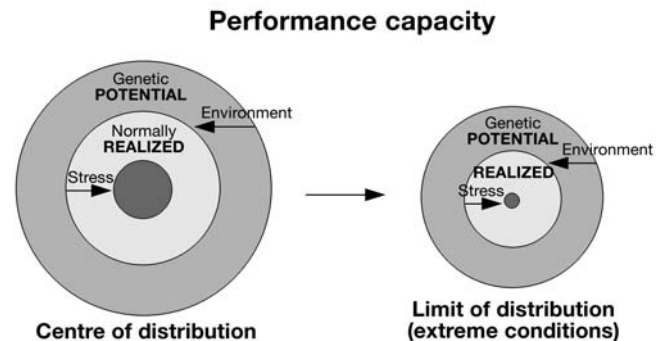 Performance capacity
Genetic
POTENTIAL
Environment
Normally
REALIZED
Stress
Centre of distribution
Genetic
POTENTIAL
Environment
REALIZED
Stress
Limit of distribution
(extreme conditions)